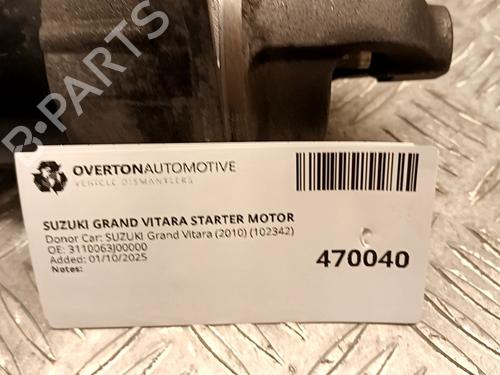 B-PARTS
OVERTONAUTOMOTIVE
VEHICLE DISMANTLERS
SUZUKI GRAND VITARA STARTER MOTOR
Donor Car: SUZUKI Grand Vitara (2010) (102342)
OE: 3110063J00000
Added: 01/10/2025
Notes:
470040